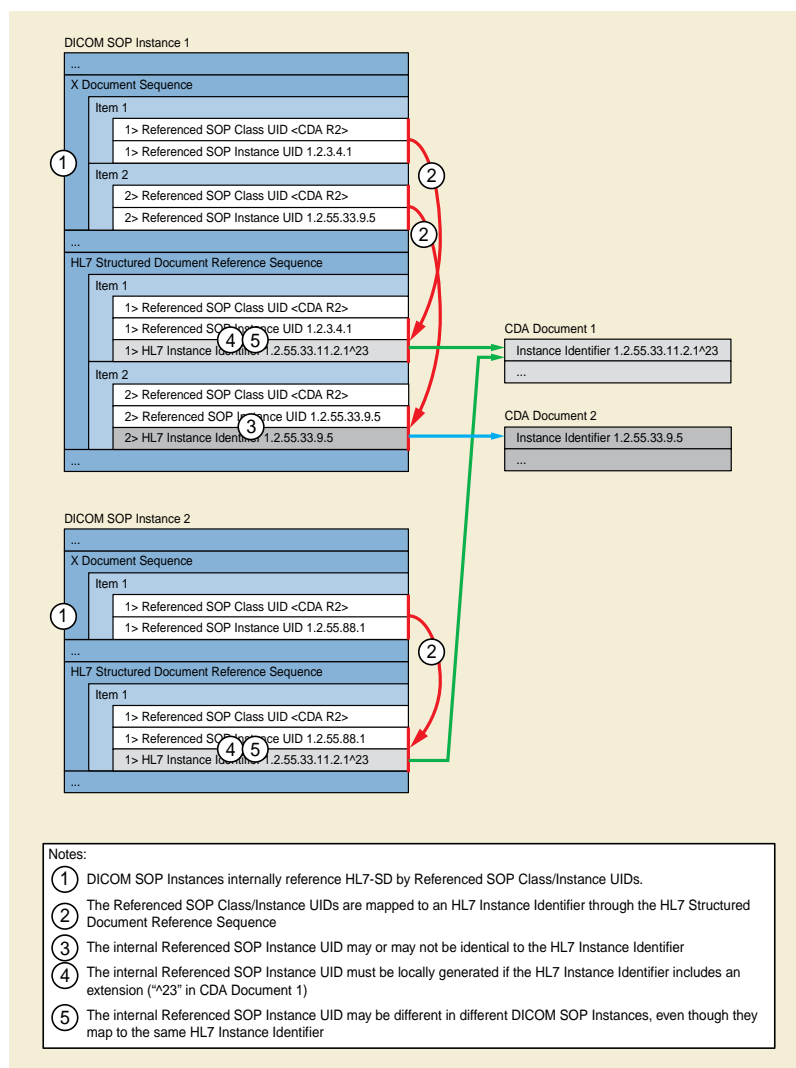 DICOM SOP Instance 1
...
X Document Sequence
Item 1
1> Referenced SOP Class UID <CDA R2>
1> Referenced SOP Instance UID 1.2.3.4.1
1
2
Item 2
2> Referenced SOP Class UID <CDA R2>
2> Referenced SOP Instance UID 1.2.55.33.9.5
2
...
HL7 Structured Document Reference Sequence
Item 1
1> Referenced SOP Class UID <CDA R2>
1> Referenced SOP Instance UID 1.2.3.4.1
4 5
1> HL7 Instance Identifier 1.2.55.33.11.2.1^23
Item 2
2> Referenced SOP Class UID <CDA R2>
2> Referenced SOP Instance UID 1.2.55.33.9.5
3
2> HL7 Instance Identifier 1.2.55.33.9.5
...
CDA Document 1
Instance Identifier 1.2.55.33.11.2.1^23
...
CDA Document 2
Instance Identifier 1.2.55.33.9.5
...
DICOM SOP Instance 2
...
X Document Sequence
Item 1
1> Referenced SOP Class UID <CDA R2>
1
1> Referenced SOP Instance UID 1.2.55.88.1
...
2
HL7 Structured Document Reference Sequence
Item 1
1> Referenced SOP Class UID <CDA R2>
1> Referenced SOP Instance UID 1.2.55.88.1
4 5
1> HL7 Instance Identifier 1.2.55.33.11.2.1^23
...
Notes:
1 DICOM SOP Instances internally reference HL7-SD by Referenced SOP Class/Instance UIDs.
2 The Referenced SOP Class/Instance UIDs are mapped to an HL7 Instance Identifier through the HL7 Structured
Document Reference Sequence
3 The internal Referenced SOP Instance UID may or may not be identical to the HL7 Instance Identifier
4 The internal Referenced SOP Instance UID must be locally generated if the HL7 Instance Identifier includes an
extension (“^23” in CDA Document 1)
5 The internal Referenced SOP Instance UID may be different in different DICOM SOP Instances, even though they
map to the same HL7 Instance Identifier